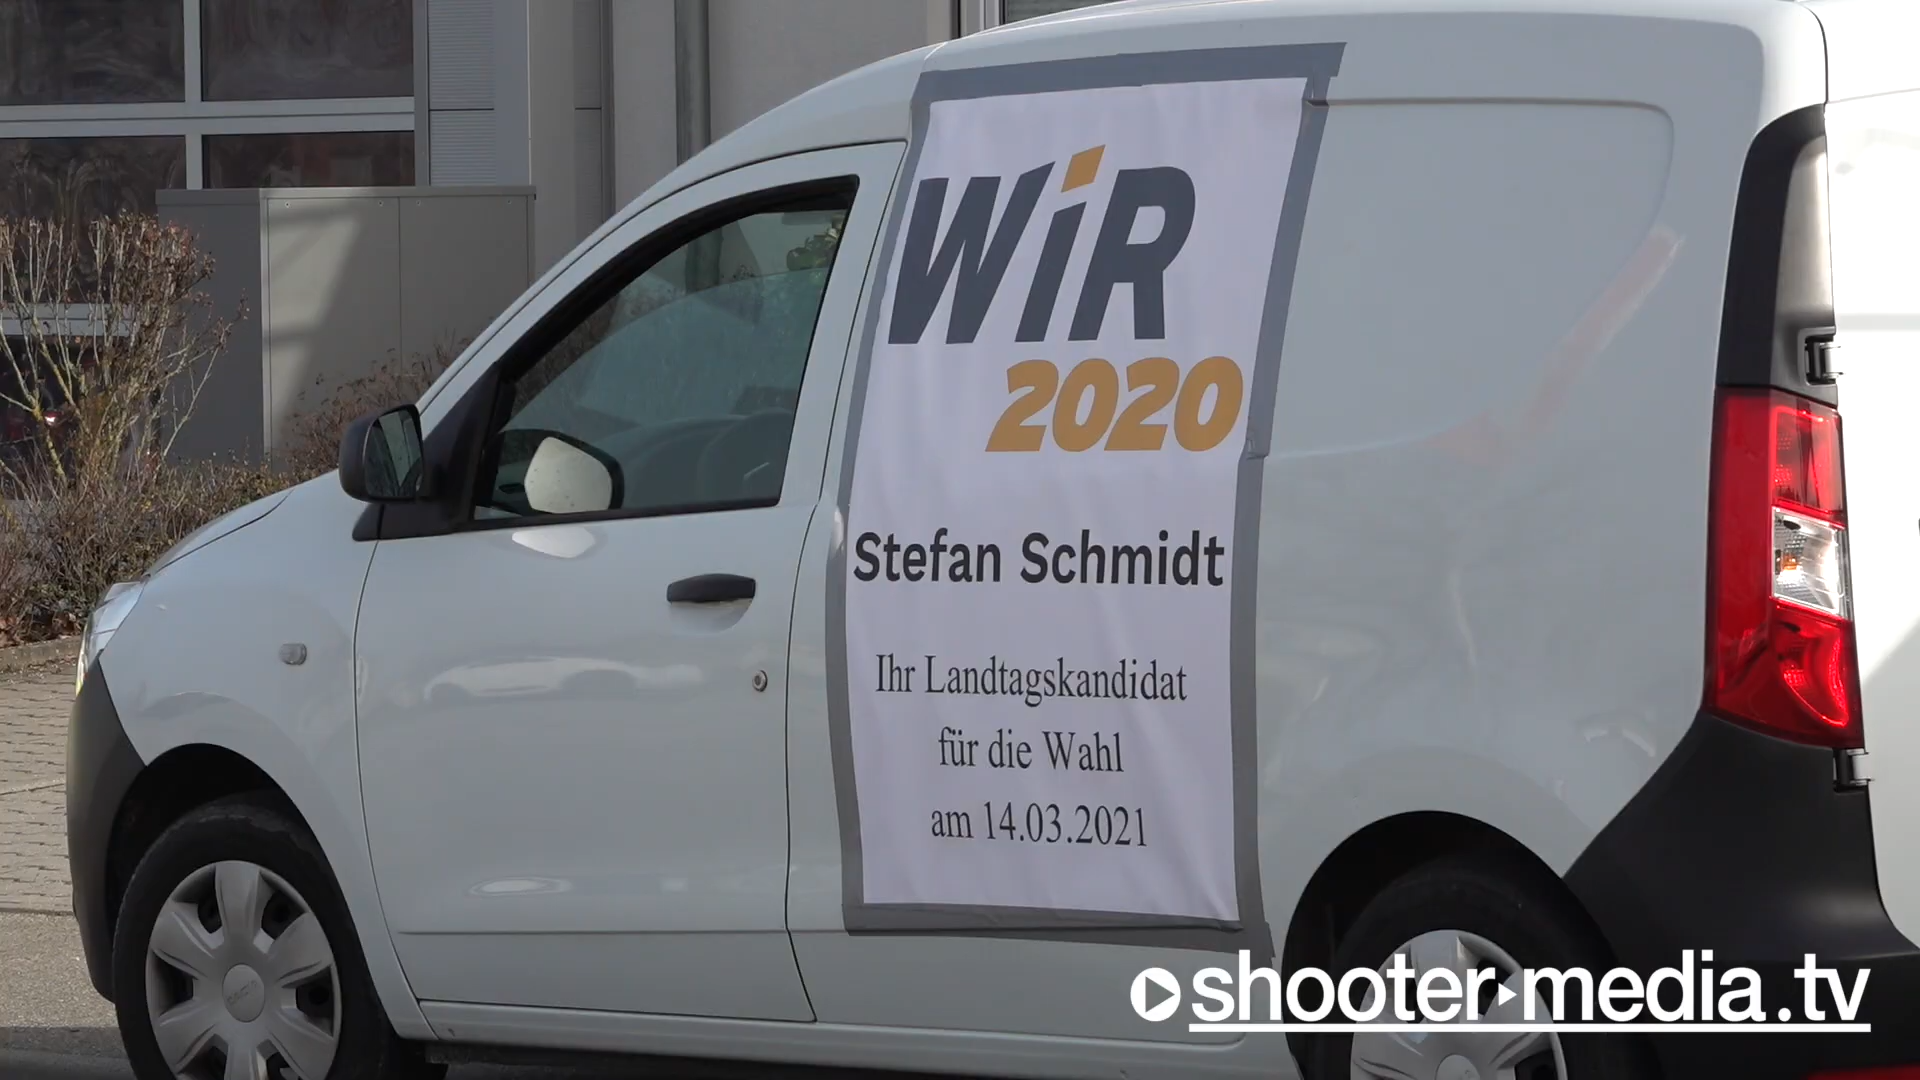 WiR
2020
Stefan Schmidt
Ihr Landtagskandidat
für die Wahl
am 14.03.2021
shooter-media.tv